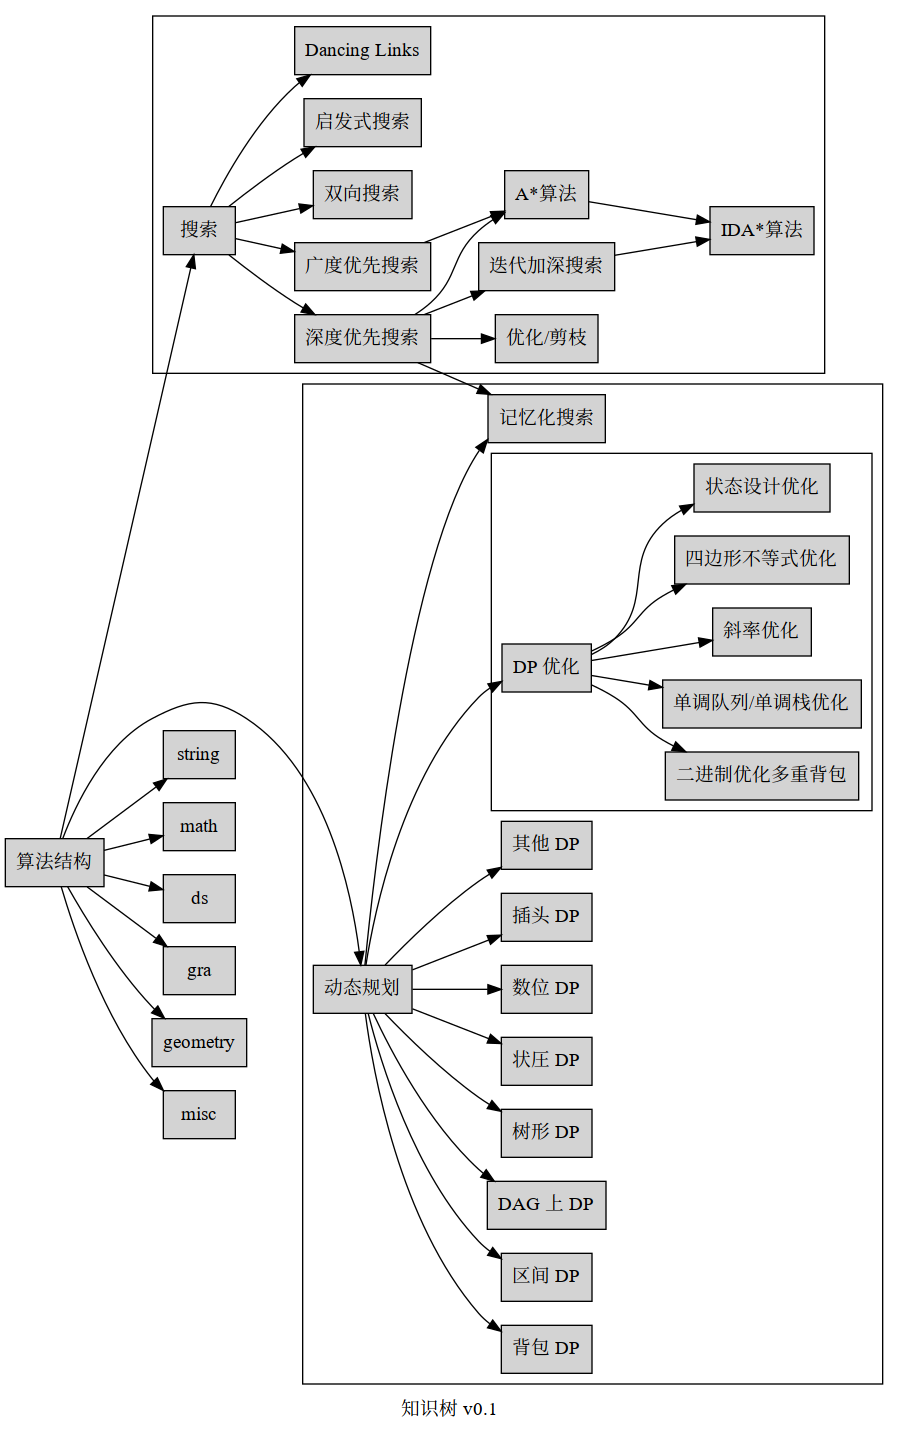 Dancing Links
启发式搜索
双向搜索
A*算法
搜索
IDA*算法
广度优先搜索
迭代加深搜索
深度优先搜索
优化/剪枝
记忆化搜索
状态设计优化
四边形不等式优化
斜率优化
DP 优化
单调队列/单调栈优化
二进制优化多重背包
string
math
算法结构
ds
gra
geometry
misc
其他 DP
插头 DP
动态规划
数位 DP
状压 DP
树形 DP
DAG 上 DP
区间 DP
背包 DP
知识树 v0.1